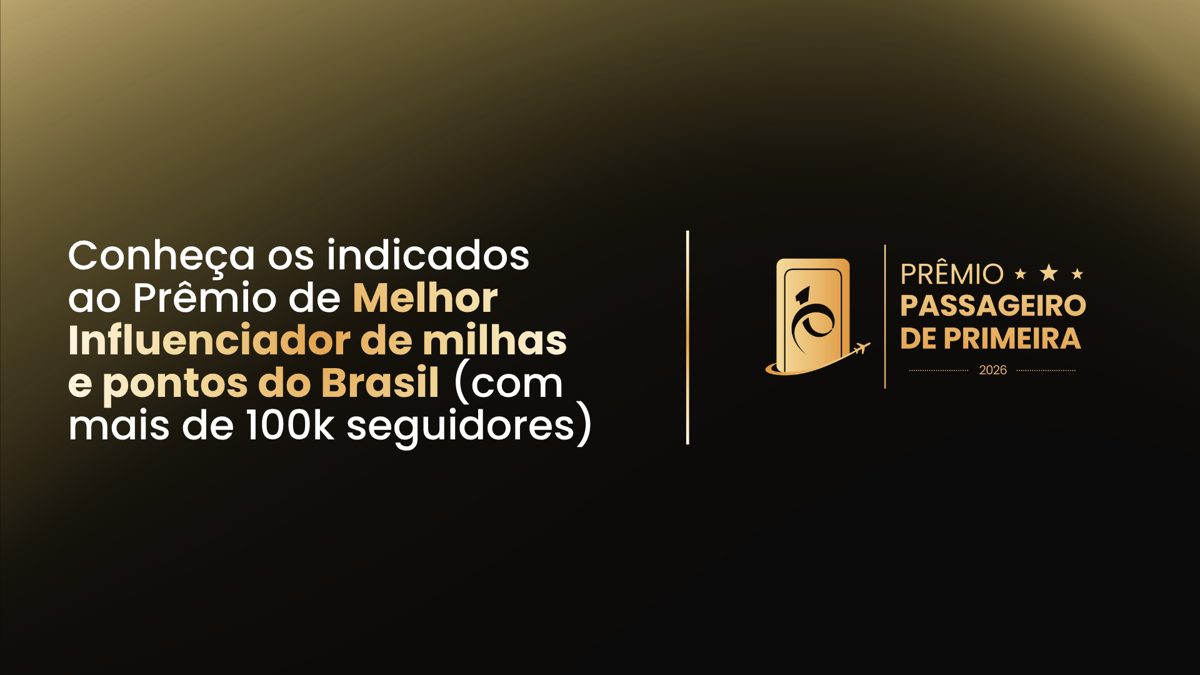 Conheça os indicados
ao Prêmio de Melhor
Influenciador de milhas
e pontos do Brasil (com
mais de 100k seguidores)
PRÊMIO
PASSAGEIRO
DE PRIMEIRA
2026